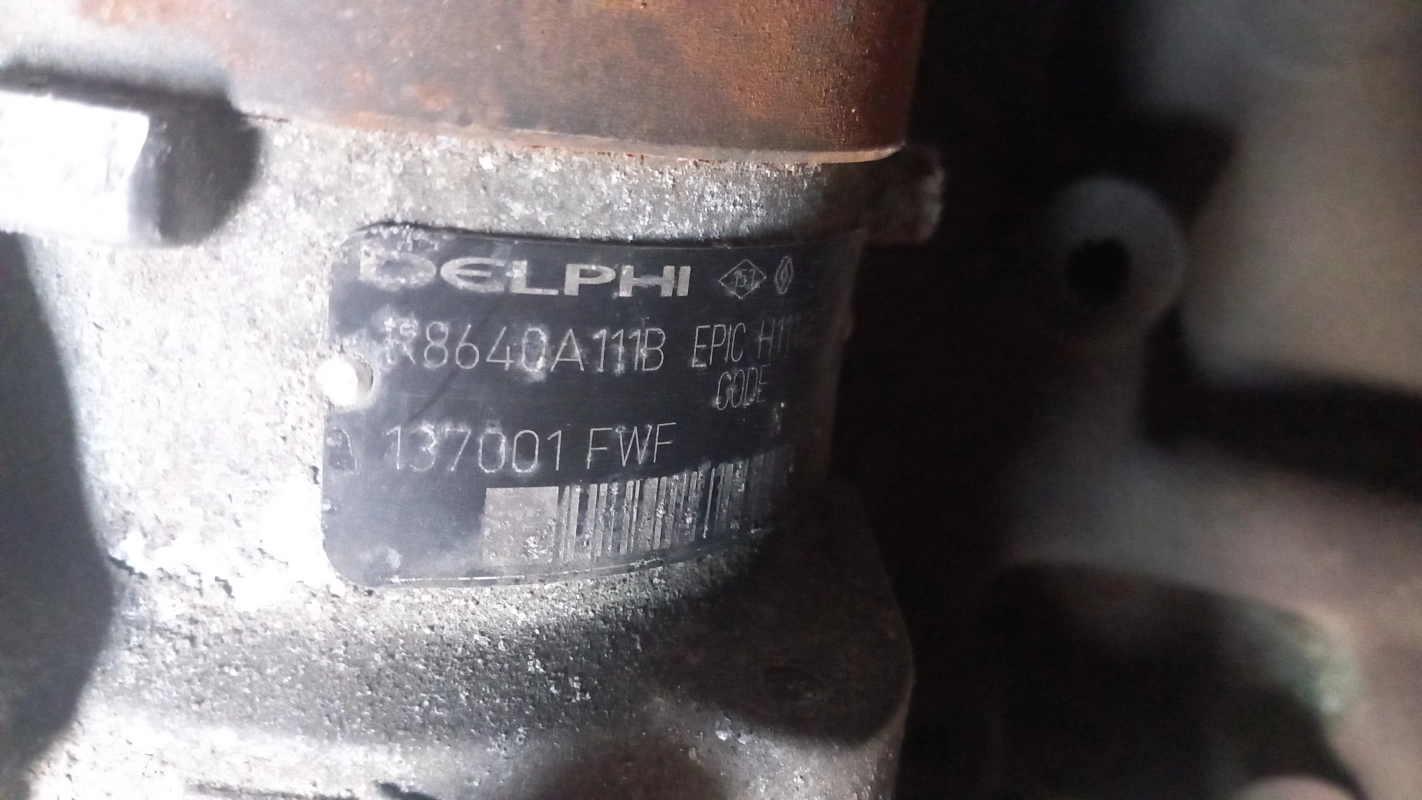 DELPHI 
R8640A111B EPIC
CODE
137001 FWF